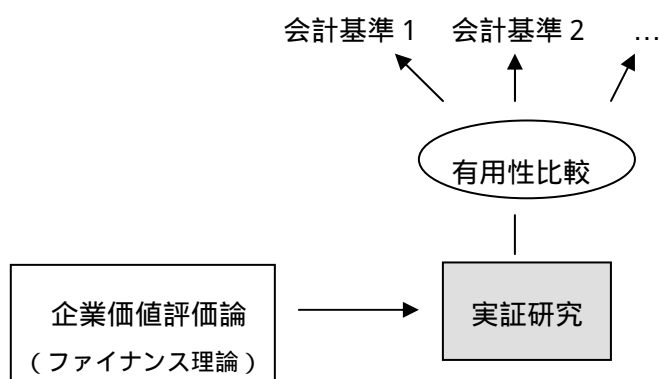 会計基準1 会計基準2 …
有用性比較
企業価値評価論
(ファイナンス理論)
実証研究